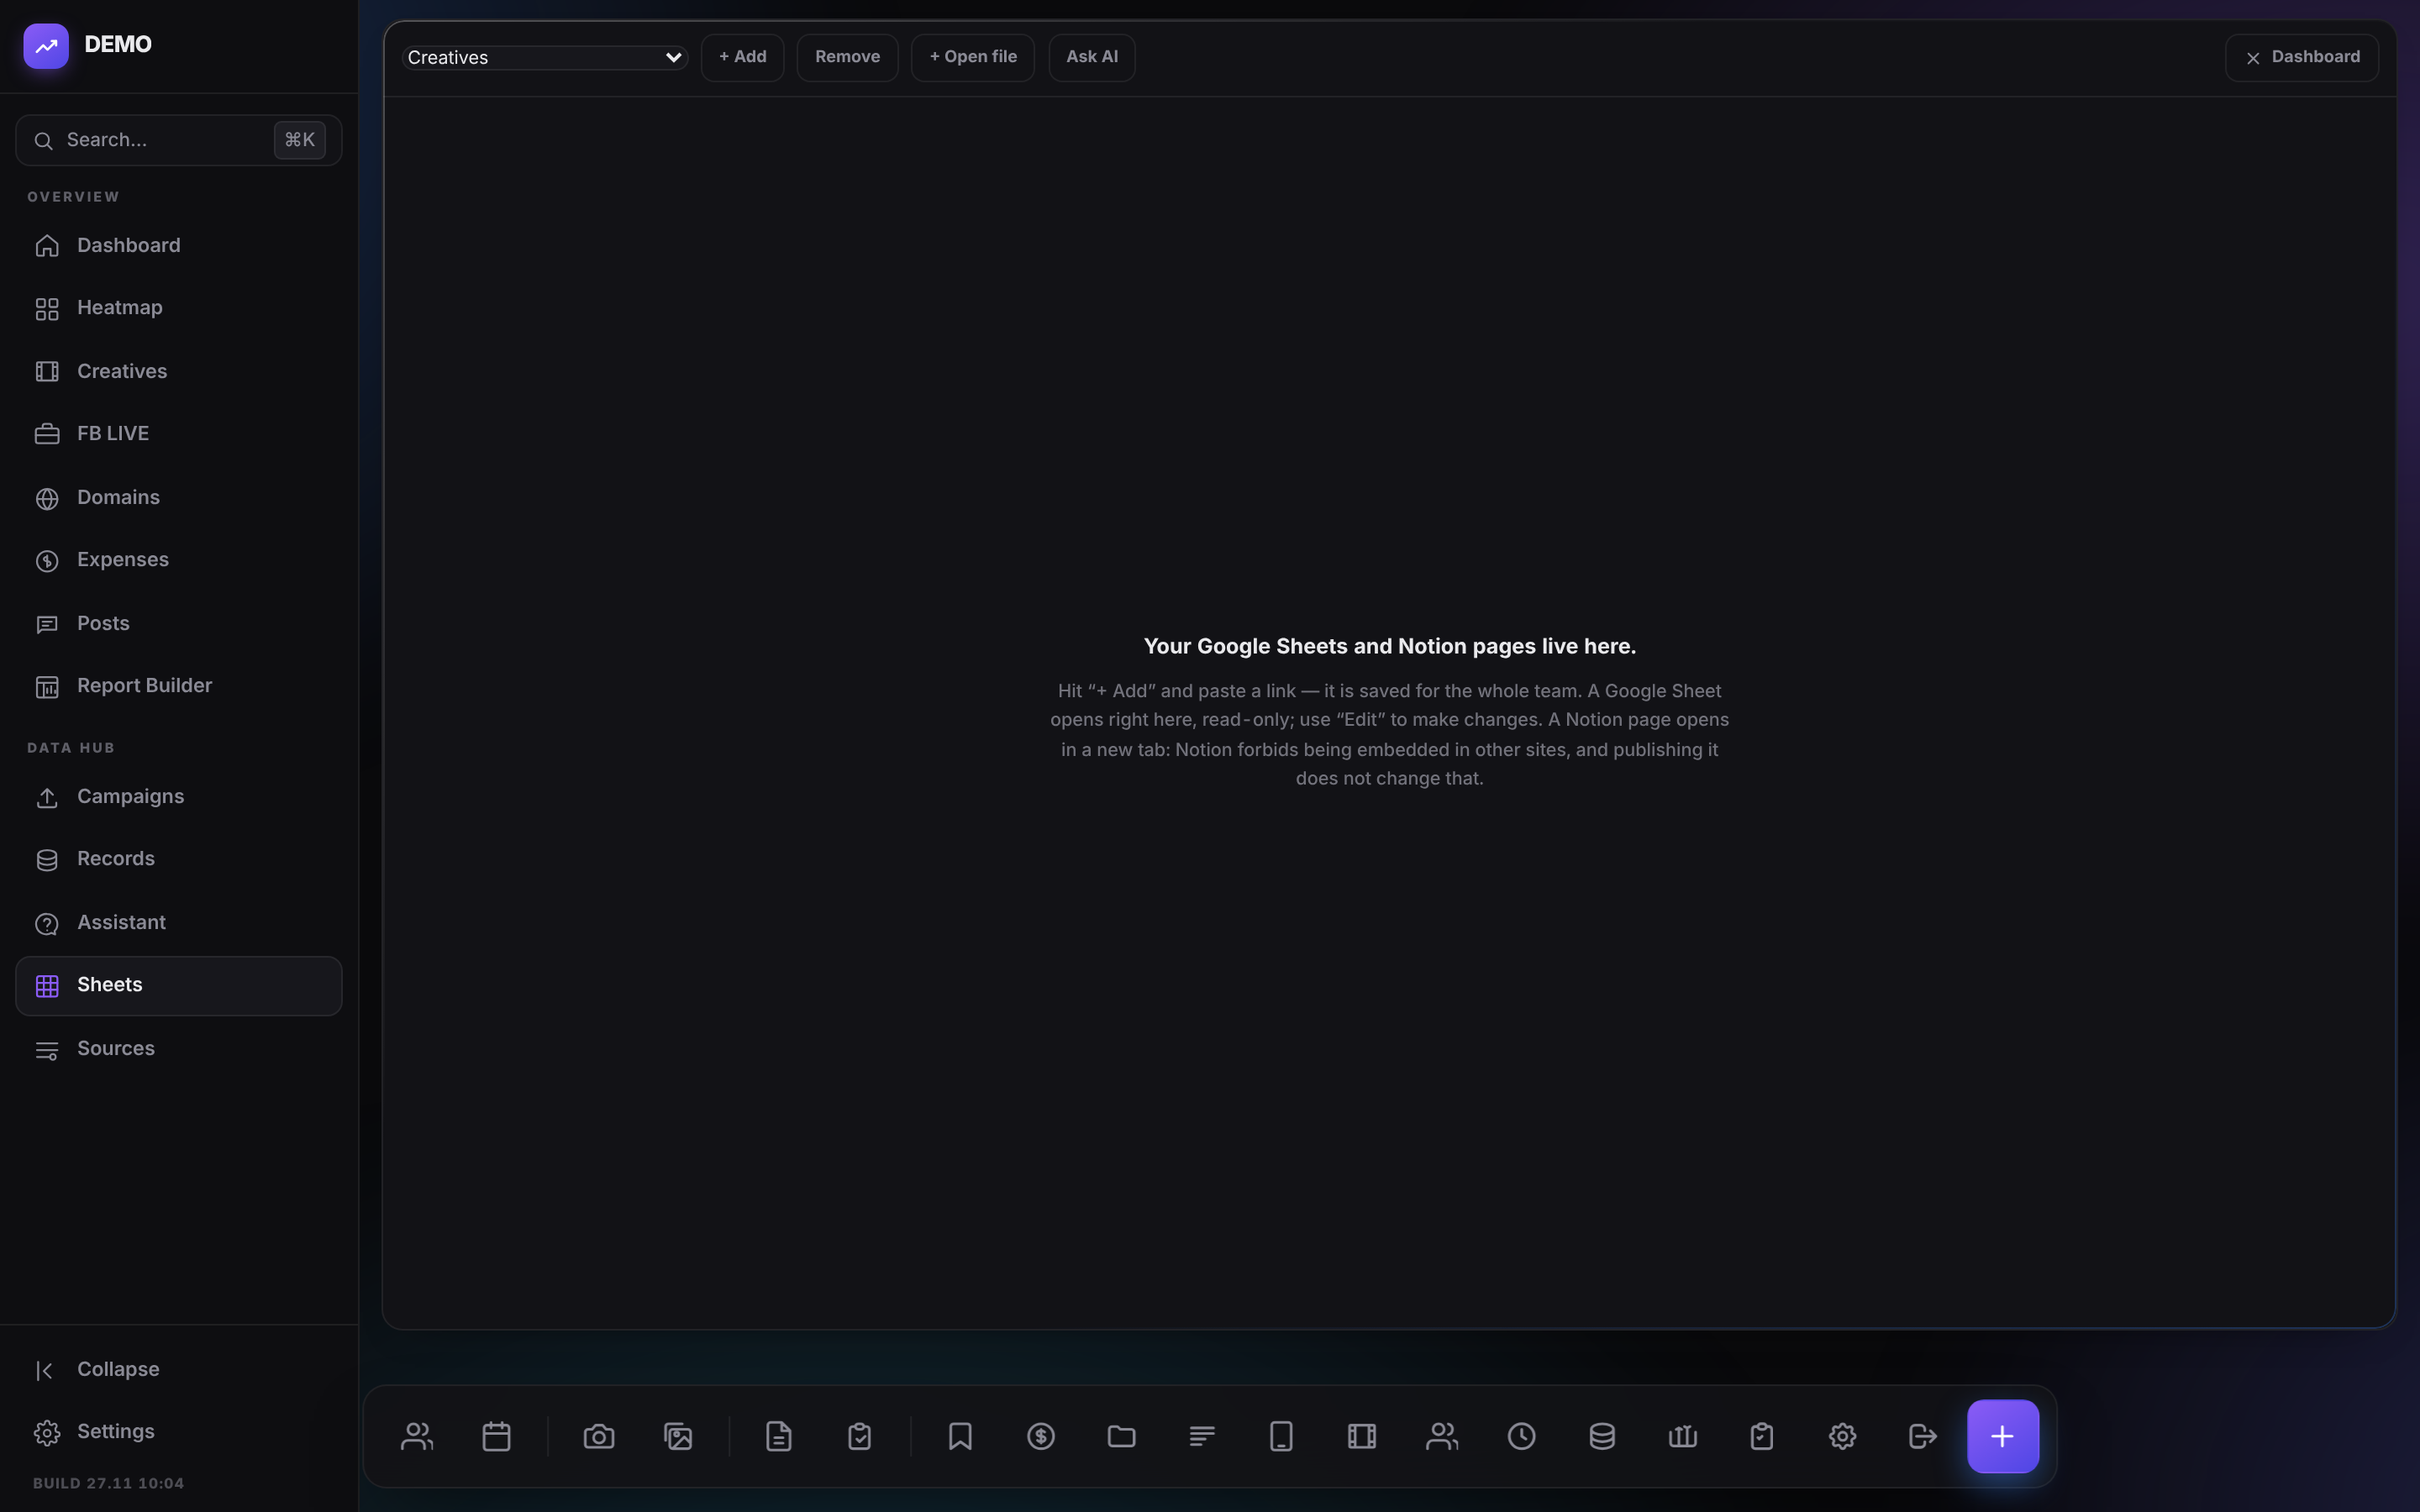 DEMO
Search...
⌘K
OVERVIEW
Dashboard
Heatmap
Creatives
FB LIVE
Domains
Expenses
Posts
Report Builder
DATA HUB
Campaigns
Records
Assistant
Sheets
Sources
Collapse
Settings
BUILD 27.11 10:04
Creatives
+ Add
Remove
+ Open file
Ask AI
Dashboard
Your Google Sheets and Notion pages live here.
Hit “+ Add” and paste a link — it is saved for the whole team. A Google Sheet
opens right here, read-only; use “Edit” to make changes. A Notion page opens
in a new tab: Notion forbids being embedded in other sites, and publishing it
does not change that.